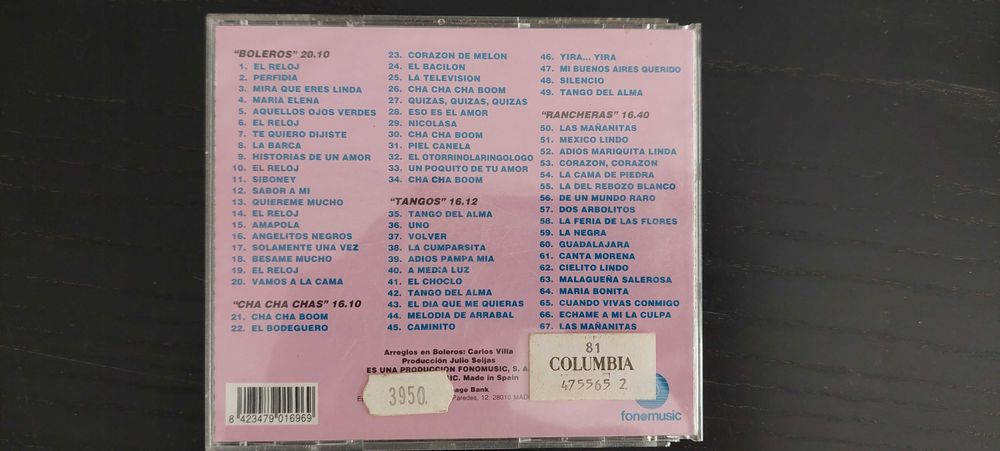 "BOLEROS" 20.10
1. EL RELOJ
2. PERFIDIA
3. MIRA QUE ERES LINDA
4. MARIA ELENA
5. AQUELLOS OJOS VERDES
6. EL RELOJ
7. TE QUIERO DIJISTE
8. LA BARCA
9. HISTORIAS DE UN AMOR
10. EL RELOJ
11. SIBONEY
12. SABOR A MI
13. QUIEREME MUCHO
14. EL RELOJ
15. AMAPOLA
16. ANGELITOS NEGROS
17. SOLAMENTE UNA VEZ
18. BESAME MUCHO
19. EL RELOJ
20. VAMOS A LA CAMA
"CHA CHA CHAS" 16.10
21. CHA CHA BOOM
22. EL BODEGUERO
23. CORAZON DE MELON
24. EL BACILON
25. LA TELEVISION
26. CHA CHA CHA BOOM
27. QUIZAS, QUIZAS, QUIZAS
28. ESO ES EL AMOR
29. NICOLASA
30. CHA CHA BOOM
31. PIEL CANELA
32. EL OTORRINOLARINGOLOGO
33. UN POQUITO DE TU AMOR
34. CHA CHA BOOM
"TANGOS" 16.12
35. TANGO DEL ALMA
36. UNO
37. VOLVER
38. LA CUMPARSITA
39. ADIOS PAMPA MIA
40. A MEDIA LUZ
41. EL CHOCLO
42. TANGO DEL ALMA
43. EL DIA QUE ME QUIERAS
44. MELODIA DE ARRABAL
45. CAMINITO
46. YIRA... YIRA
47. MI BUENOS AIRES QUERIDO
48. SILENCIO
49. TANGO DEL ALMA
"RANCHERAS" 16.40
50. LAS MAÑANITAS
51. MEXICO LINDO
52. ADIOS MARIQUITA LINDA
53. CORAZON, CORAZON
54. LA CAMA DE PIEDRA
55. LA DEL REBOZO BLANCO
56. DE UN MUNDO RARO
57. DOS ARBOLITOS
58. LA FERIA DE LAS FLORES
59. LA NEGRA
60. GUADALAJARA
61. CANTA MORENA
62. CIELITO LINDO
63. MALAGUEÑA SALEROSA
64. MARIA BONITA
65. CUANDO VIVAS CONMIGO
66. ECHAME A MI LA CULPA
67. LAS MAÑANITAS
Arreglos en Boleros: Carlos Villa
Producción Julio Seijas
ES UNA PRODUCCION FONOMUSIC, S. A.
Made in Spain
Bank
Paredes, 12. 28010
3950.
81
COLUMBIA
475565 2
8 423479 016969
fonomusic